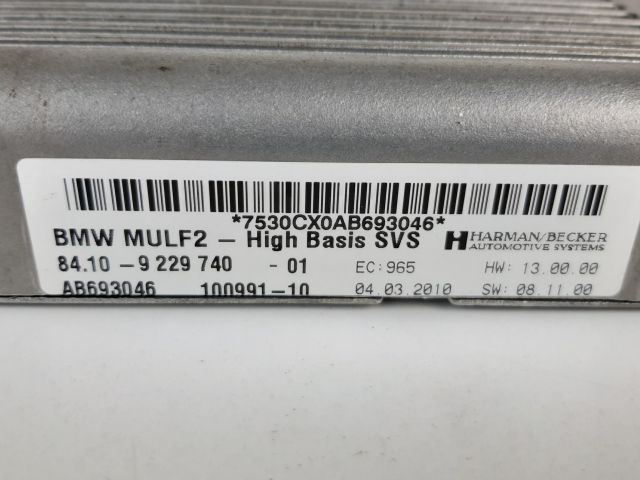 *7530CX0AB693046*
BMW MULF2 – High Basis SVS HARMAN/BECKER
AUTOMOTIVE SYSTEMS
84.10 – 9 229 740 - 01 EC: 965 HW: 13.00.00
AB693046 100991-10 04.03.2010 SW: 08.11.00